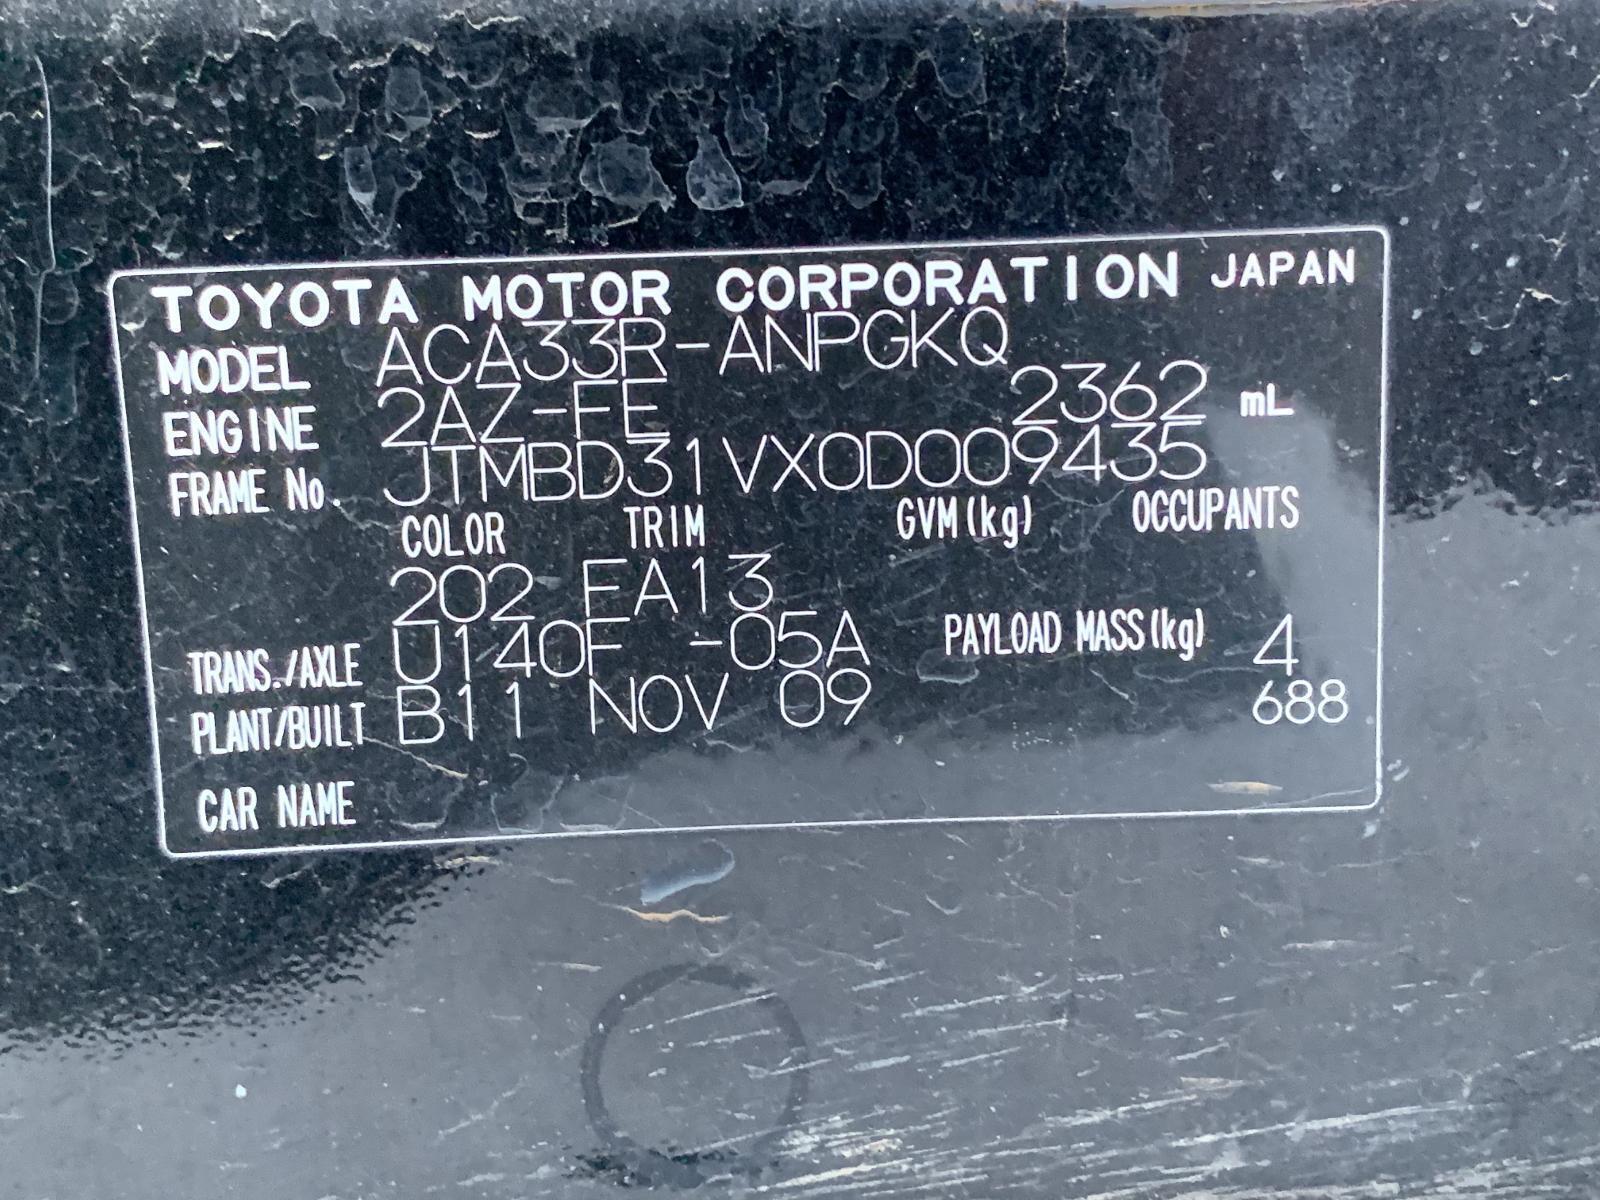 TOYOTA MOTOR CORPORATION JAPAN
MODEL ACA33R-ANPGKQ
ENGINE 2AZ-FE 2362 mL
FRAME No. JTMBD31VX0D009435
COLOR TRIM GVM(kg) OCCUPANTS
202 FA13
TRANS./AXLE U140F -05A PAYLOAD MASS(kg) 4
PLANT/BUILT B11 NOV 09 688
CAR NAME